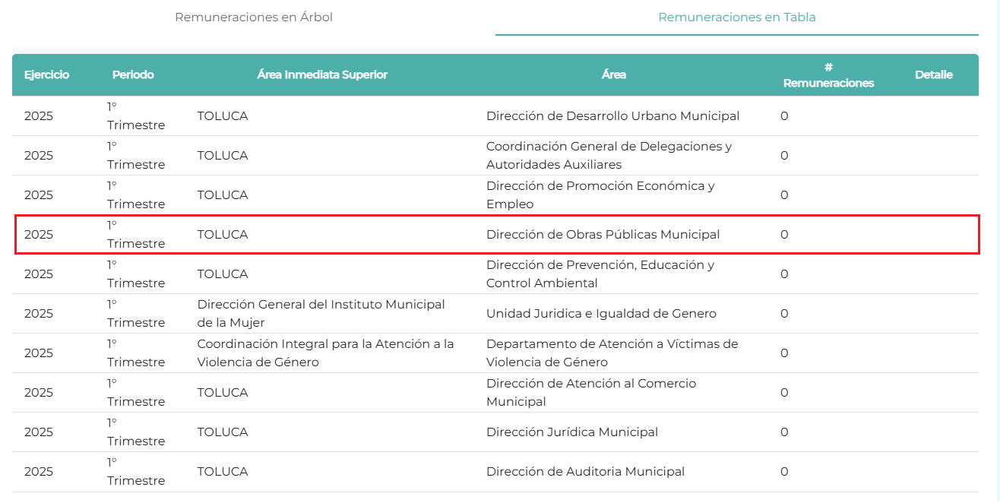 Remuneraciones en Árbol
Remuneraciones en Tabla
Ejercicio Periodo Área Inmediata Superior Área # Remuneraciones Detalle
2025 1° Trimestre TOLUCA Dirección de Desarrollo Urbano Municipal 0
2025 1° Trimestre TOLUCA Coordinación General de Delegaciones y Autoridades Auxiliares 0
2025 1° Trimestre TOLUCA Dirección de Promoción Económica y Empleo 0
2025 1° Trimestre TOLUCA Dirección de Obras Públicas Municipal 0
2025 1° Trimestre TOLUCA Dirección de Prevención, Educación y Control Ambiental 0
2025 1° Trimestre Dirección General del Instituto Municipal de la Mujer Unidad Juridica e Igualdad de Genero 0
2025 1° Trimestre Coordinación Integral para la Atención a la Violencia de Género Departamento de Atención a Víctimas de Violencia de Género 0
2025 1° Trimestre TOLUCA Dirección de Atención al Comercio Municipal 0
2025 1° Trimestre TOLUCA Dirección Jurídica Municipal 0
2025 1° Trimestre TOLUCA Dirección de Auditoria Municipal 0